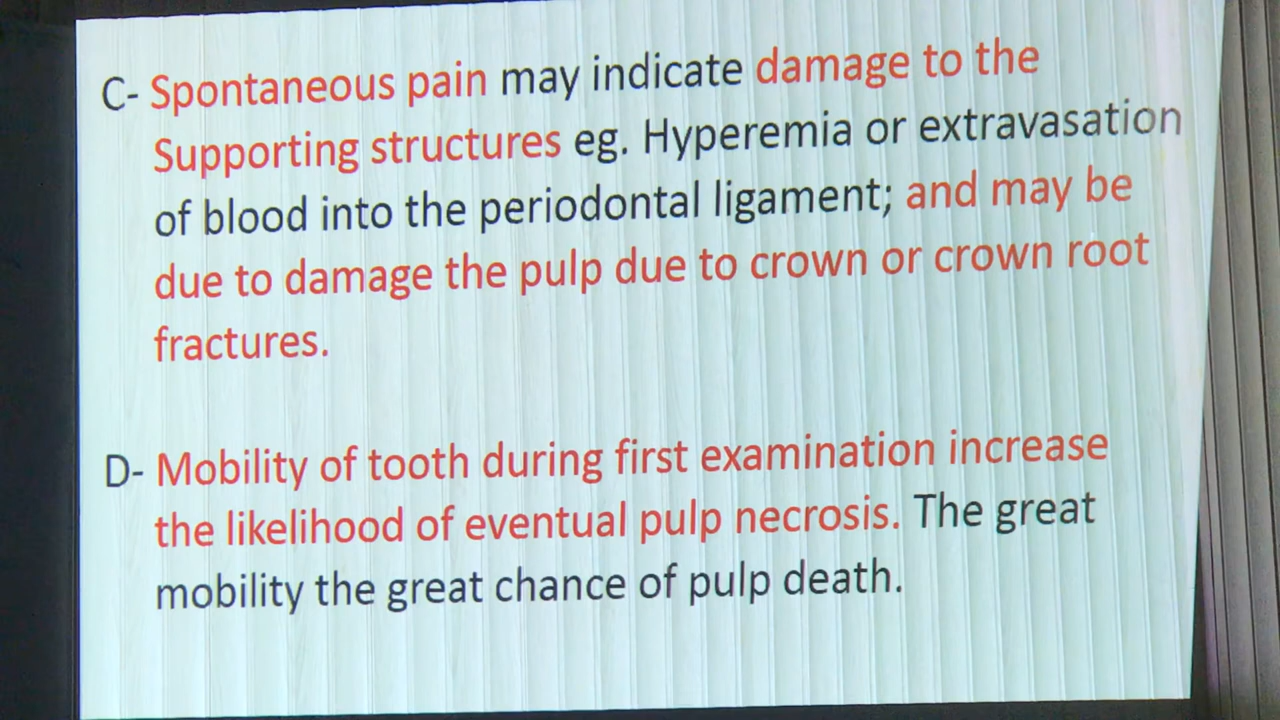 C- Spontaneous pain may indicate damage to the
Supporting structures eg. Hyperemia or extravasation
of blood into the periodontal ligament; and may be
due to damage the pulp due to crown or crown root
fractures.
D- Mobility of tooth during first examination increase
the likelihood of eventual pulp necrosis. The great
mobility the great chance of pulp death.